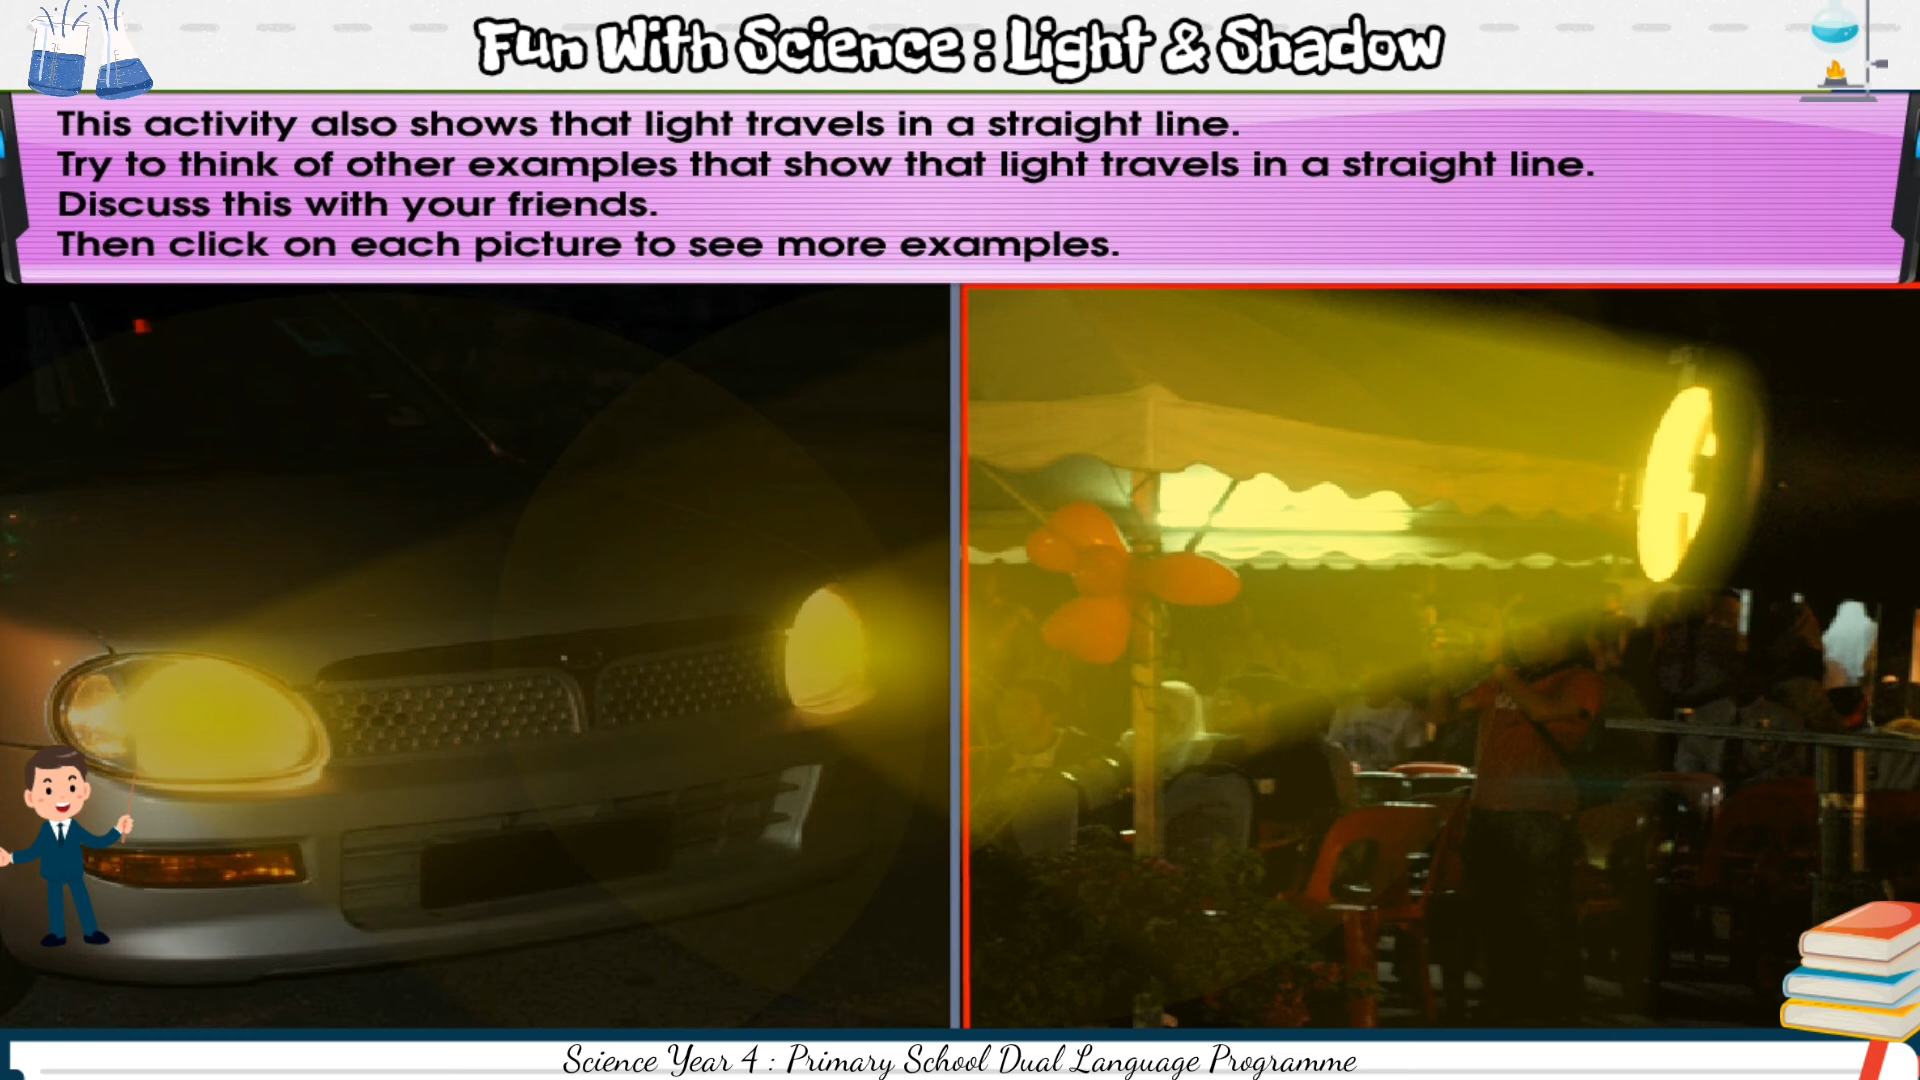 Fun With Science : Light & Shadow
This activity also shows that light travels in a straight line.
Try to think of other examples that show that light travels in a straight line.
Discuss this with your friends.
Then click on each picture to see more examples.
Science Year 4 : Primary School Dual Language Programme